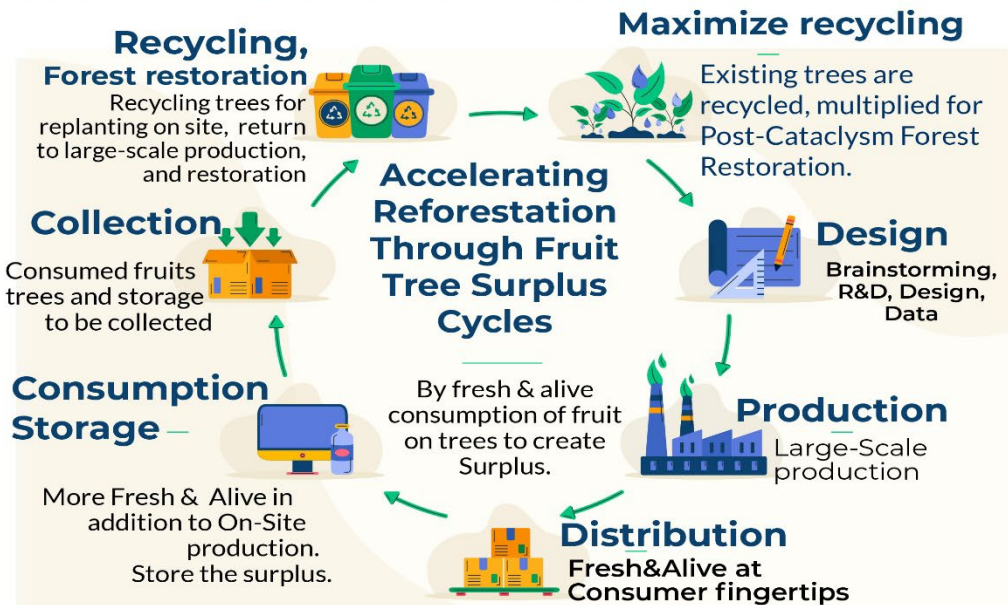 Recycling,
Forest restoration
Recycling trees for
replanting on site, return
to large-scale production,
and restoration
Maximize recycling
Existing trees are
recycled, multiplied for
Post-Cataclysm Forest
Restoration.
Accelerating
Reforestation
Through Fruit
Tree Surplus
Cycles
By fresh & alive
consumption of fruit
on trees to create
Surplus.
Design
Brainstorming,
R&D, Design,
Data
Production
Large-Scale
production
Distribution
Fresh&Alive at
Consumer fingertips
Consumption
Storage
More Fresh & Alive in
addition to On-Site
production.
Store the surplus.
Collection
Consumed fruits
trees and storage
to be collected